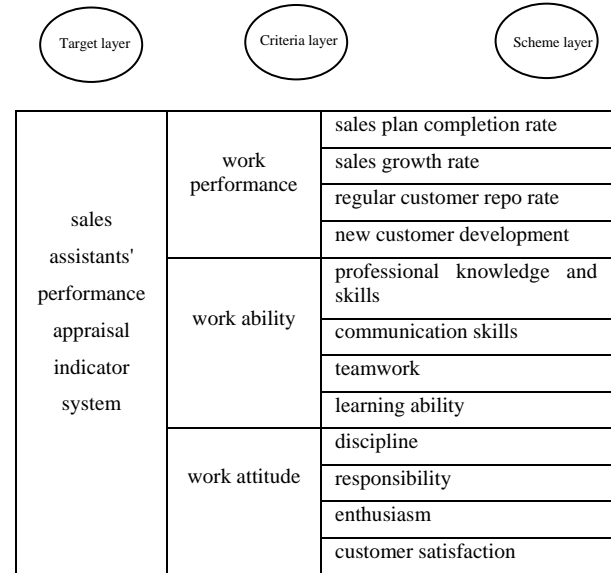 Target layer
Criteria layer
Scheme layer
sales
assistants'
performance
appraisal
indicator
system
work
performance
sales plan completion rate
sales growth rate
regular customer repo rate
new customer development
work ability
professional knowledge and
skills
communication skills
teamwork
learning ability
work attitude
discipline
responsibility
enthusiasm
customer satisfaction